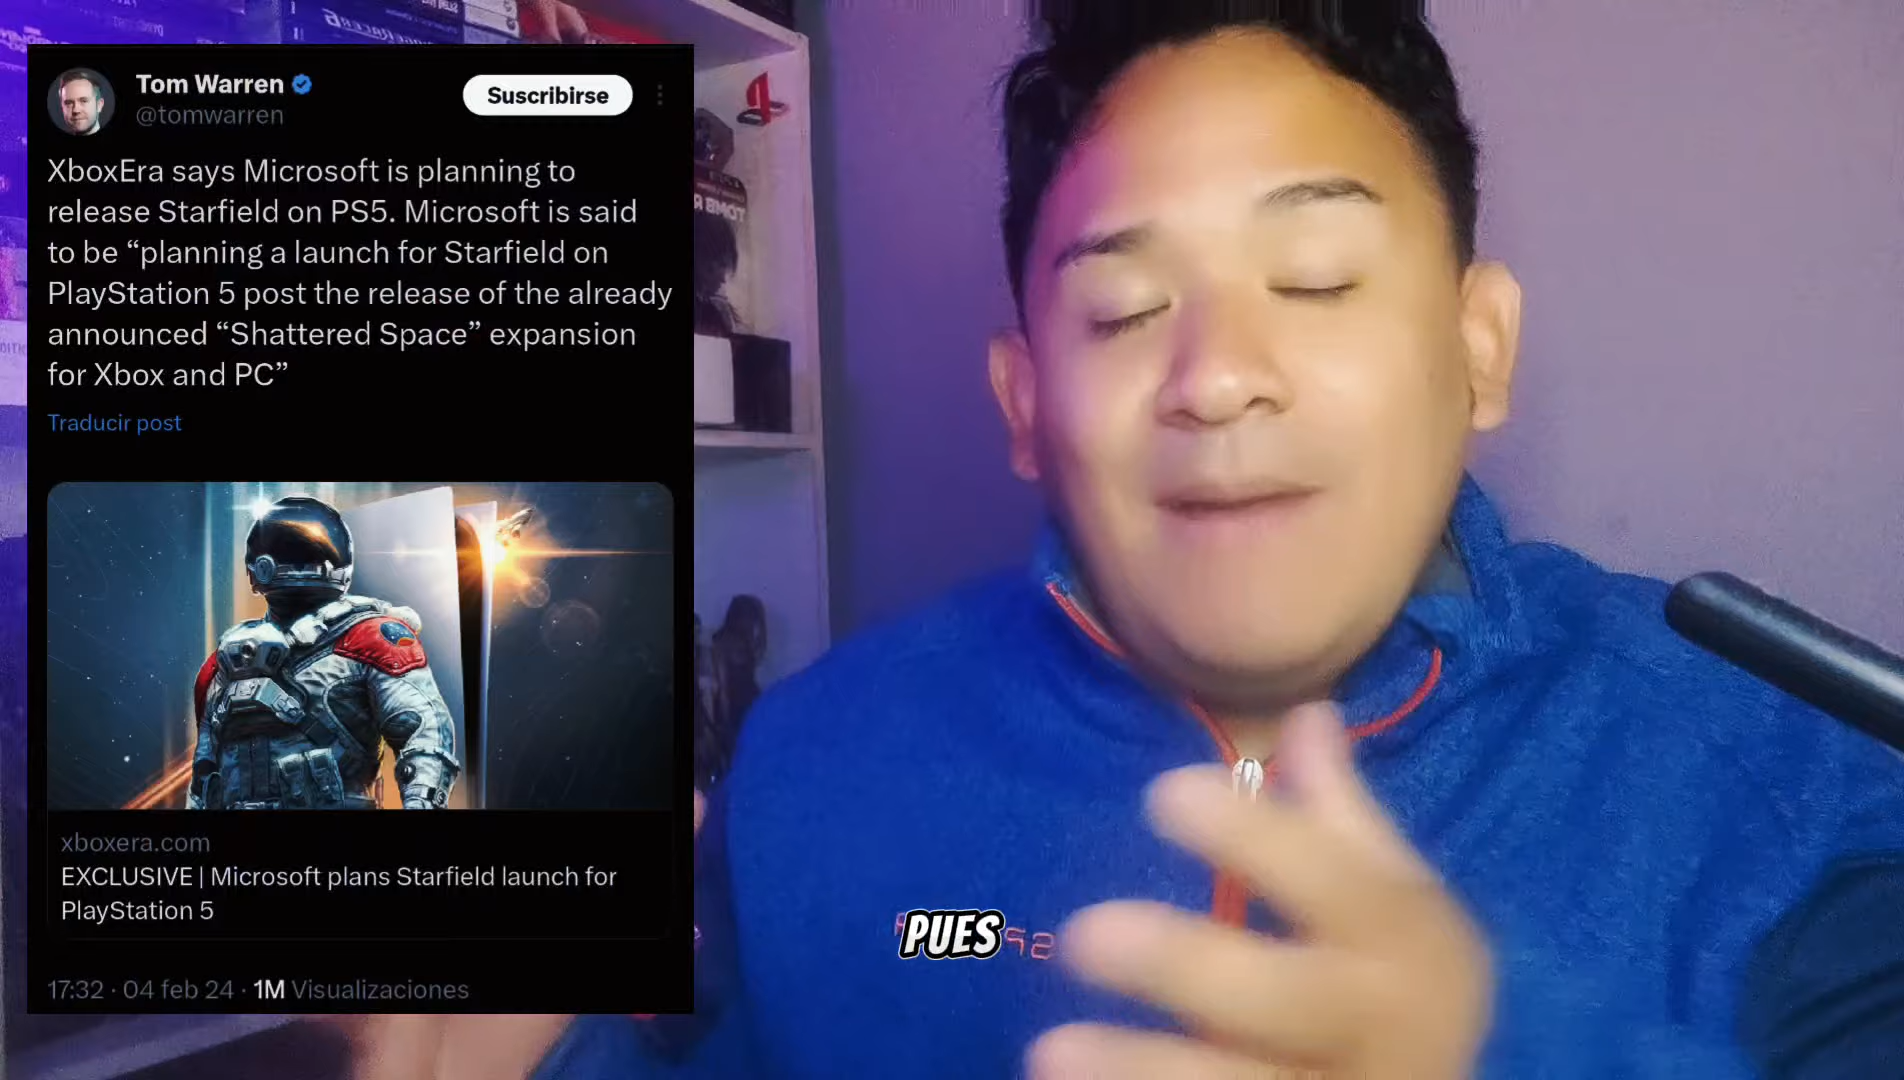 Tom Warren
@tomwarren
Suscribirse
XboxEra says Microsoft is planning to
release Starfield on PS5. Microsoft is said
to be “planning a launch for Starfield on
PlayStation 5 post the release of the already
announced “Shattered Space” expansion
for Xbox and PC”
Traducir post
xboxera.com
EXCLUSIVE | Microsoft plans Starfield launch for
PlayStation 5
17:32 · 04 feb 24 · 1M Visualizaciones
TOMB R
PUES